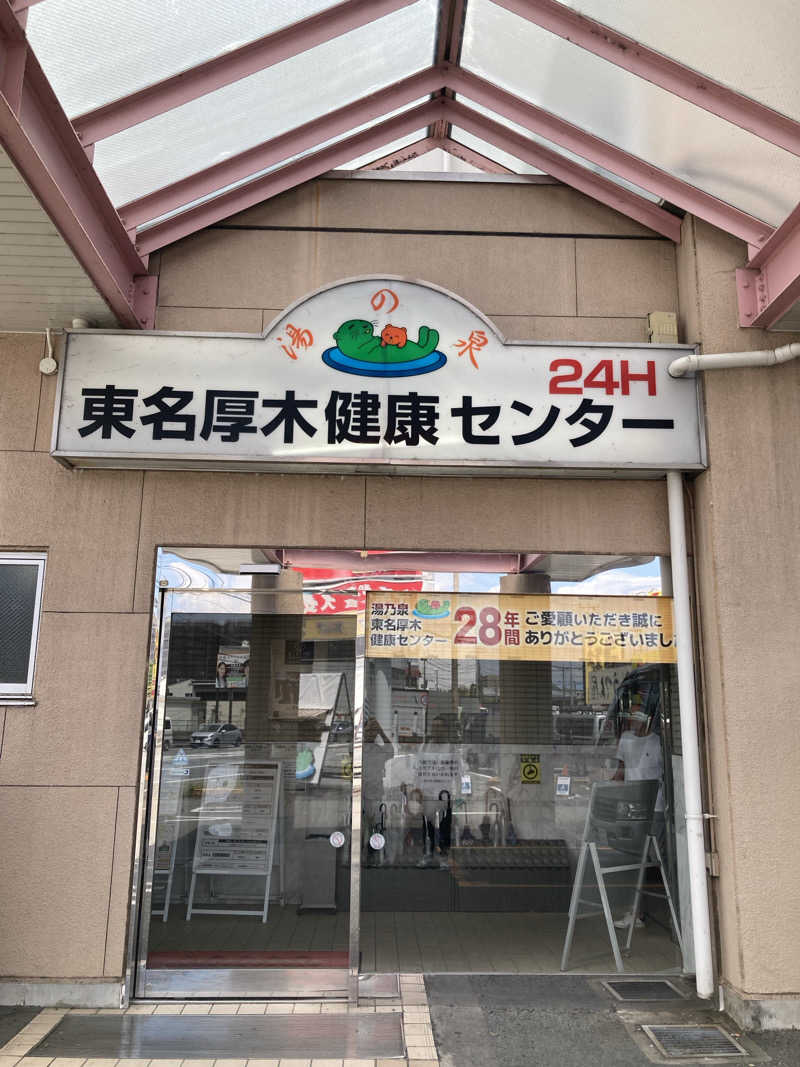 湯の泉
24H
東名厚木健康センター
湯乃泉
東名厚木
健康センター
28年間
ご愛顧いただき誠に
ありがとうございました